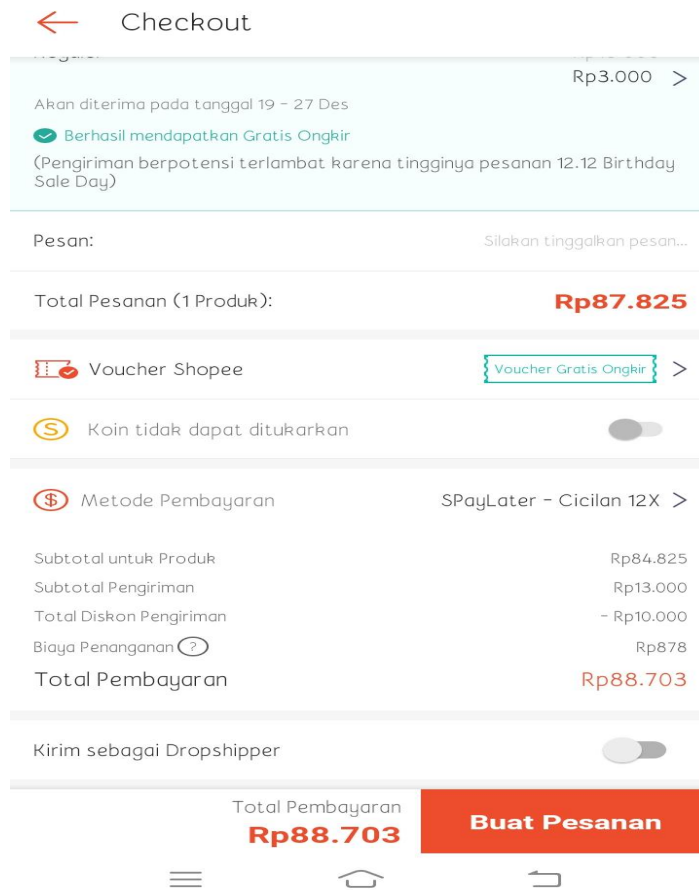 Checkout
Rp3.000 >
Akan diterima pada tanggal 19 - 27 Des
Berhasil mendapatkan Gratis Ongkir
(Pengiriman berpotensi terlambat karena tingginya pesanan 12.12 Birthday
Sale Day)
Pesan: Silakan tinggalkan pesan...
Total Pesanan (1 Produk): Rp87.825
Voucher Shopee Voucher Gratis Ongkir >
S Koin tidak dapat ditukarkan
$ Metode Pembayaran SPayLater - Cicilan 12X >
Subtotal untuk Produk Rp84.825
Subtotal Pengiriman Rp13.000
Total Diskon Pengiriman - Rp10.000
Biaya Penanganan ? Rp878
Total Pembayaran Rp88.703
Kirim sebagai Dropshipper
Total Pembayaran
Rp88.703
Buat Pesanan